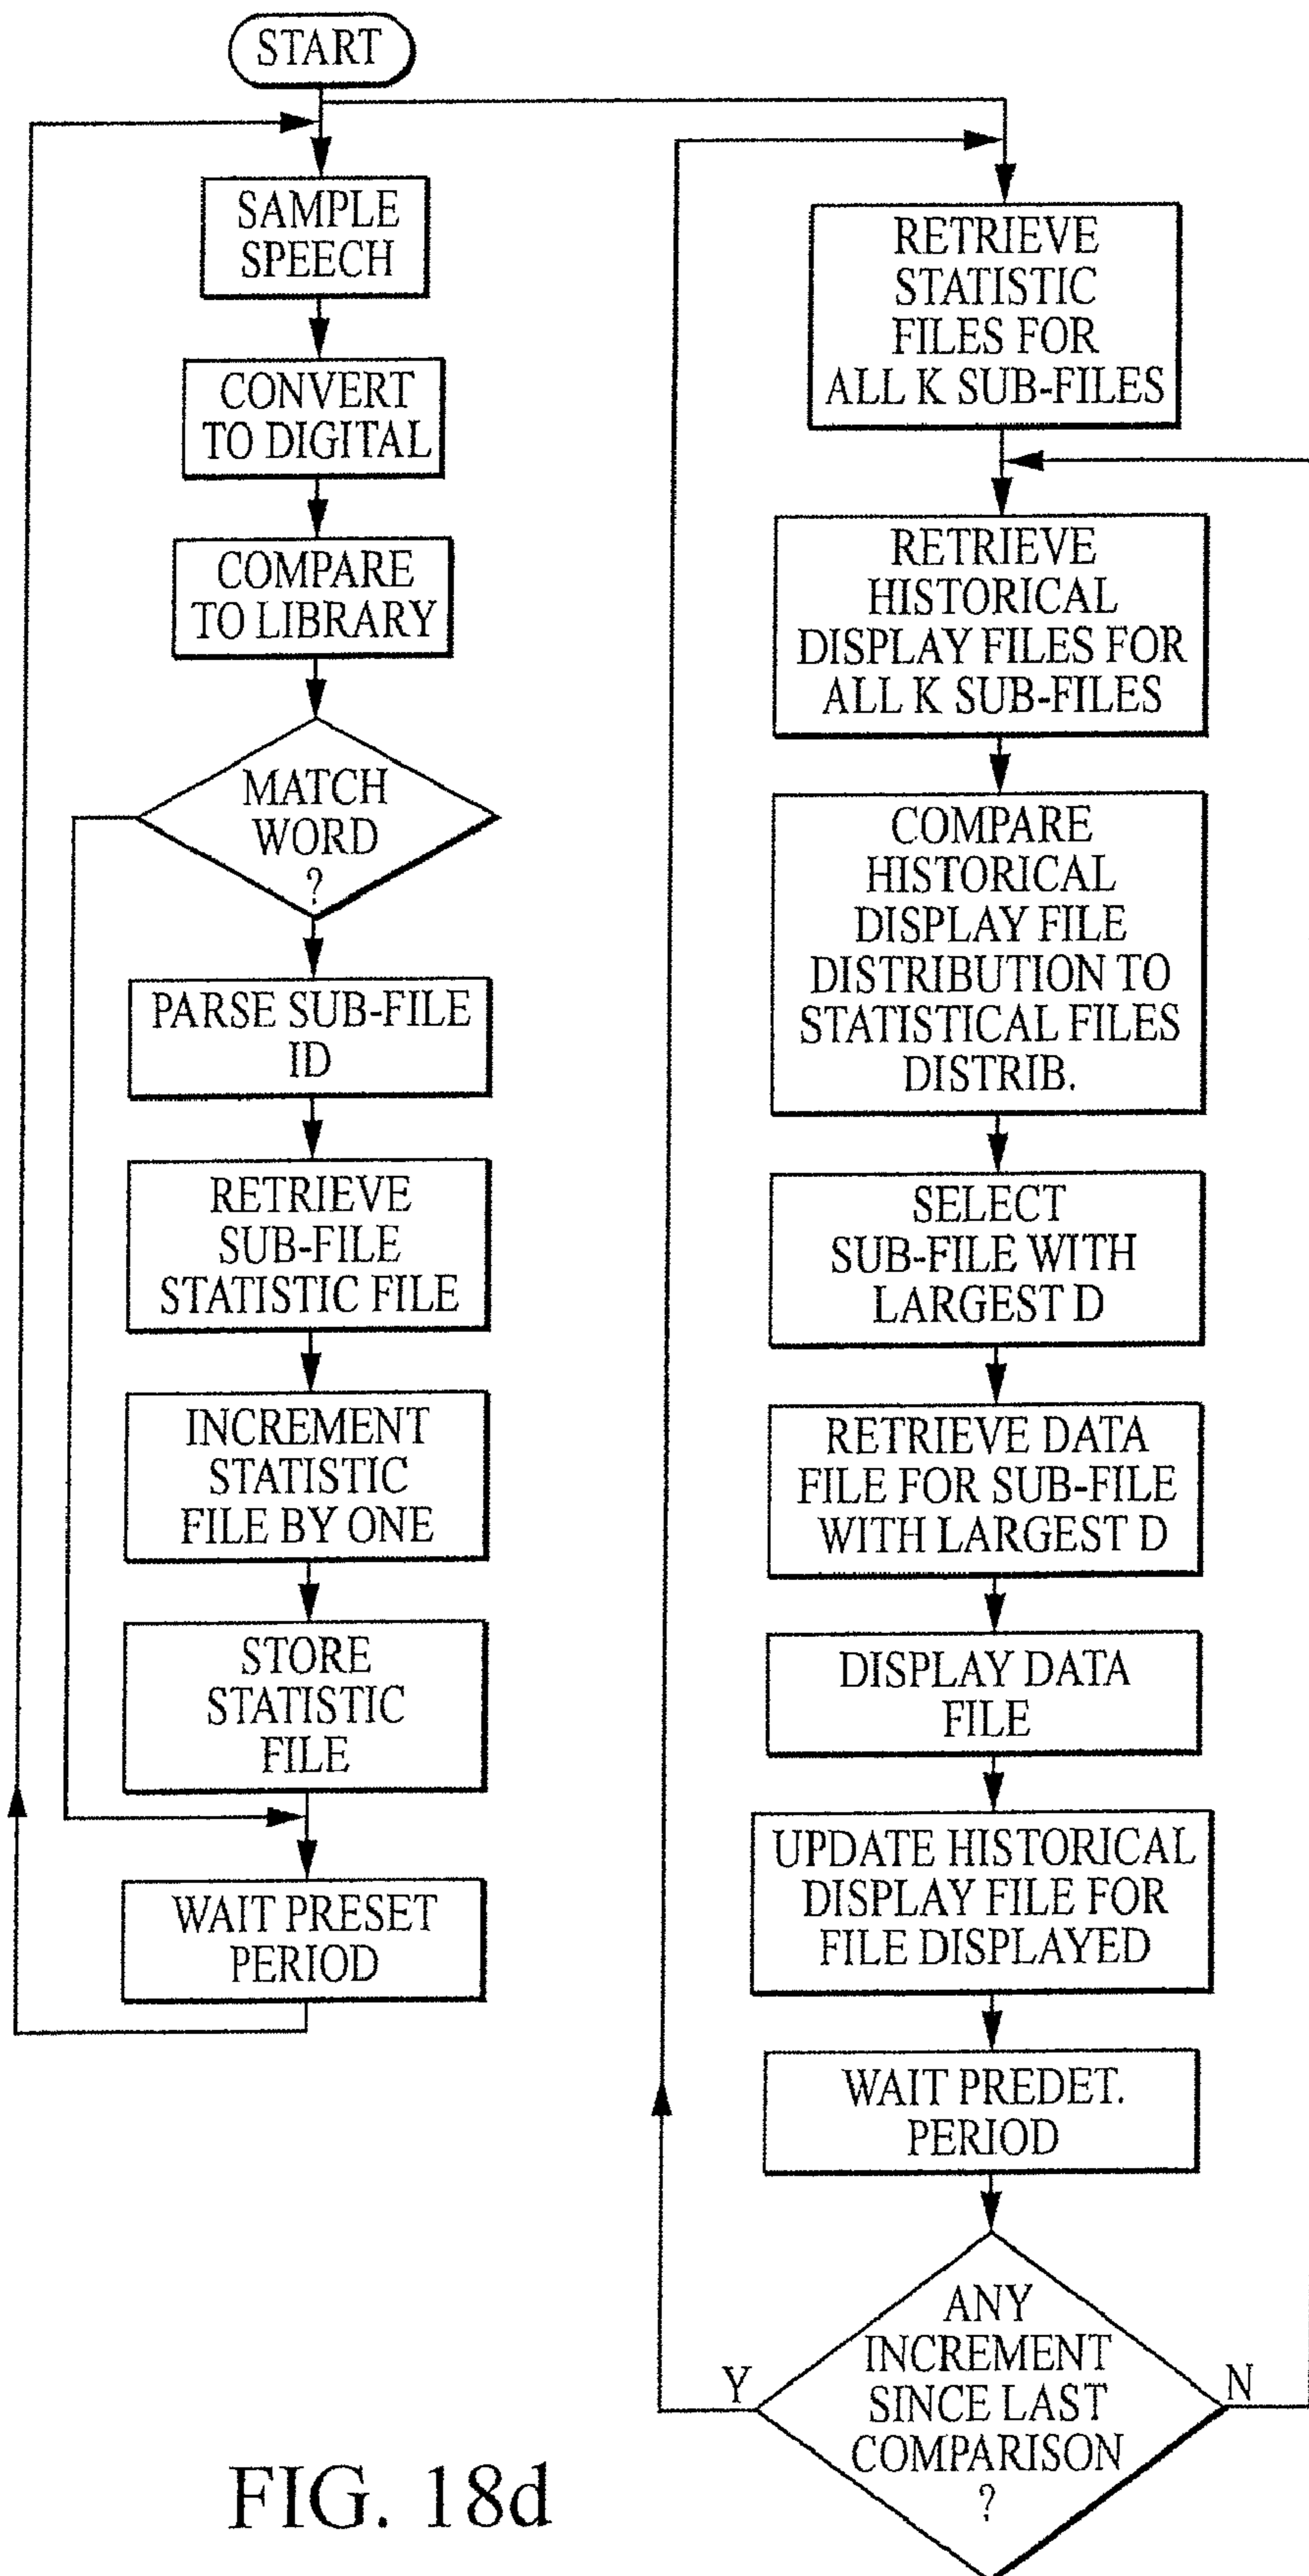 START
SAMPLE
SPEECH
CONVERT
TO DIGITAL
COMPARE
TO LIBRARY
MATCH
WORD
?
PARSE SUB-FILE
ID
RETRIEVE
SUB-FILE
STATISTIC FILE
INCREMENT
STATISTIC
FILE BY ONE
STORE
STATISTIC
FILE
WAIT PRESET
PERIOD
RETRIEVE
STATISTIC
FILES FOR
ALL K SUB-FILES
RETRIEVE
HISTORICAL
DISPLAY FILES FOR
ALL K SUB-FILES
COMPARE
HISTORICAL
DISPLAY FILE
DISTRIBUTION TO
STATISTICAL FILES
DISTRIB.
SELECT
SUB-FILE WITH
LARGEST D
RETRIEVE DATA
FILE FOR SUB-FILE
WITH LARGEST D
DISPLAY DATA
FILE
UPDATE HISTORICAL
DISPLAY FILE FOR
FILE DISPLAYED
WAIT PREDET.
PERIOD
ANY
INCREMENT
SINCE LAST
COMPARISON
?
Y
N
FIG. 18d